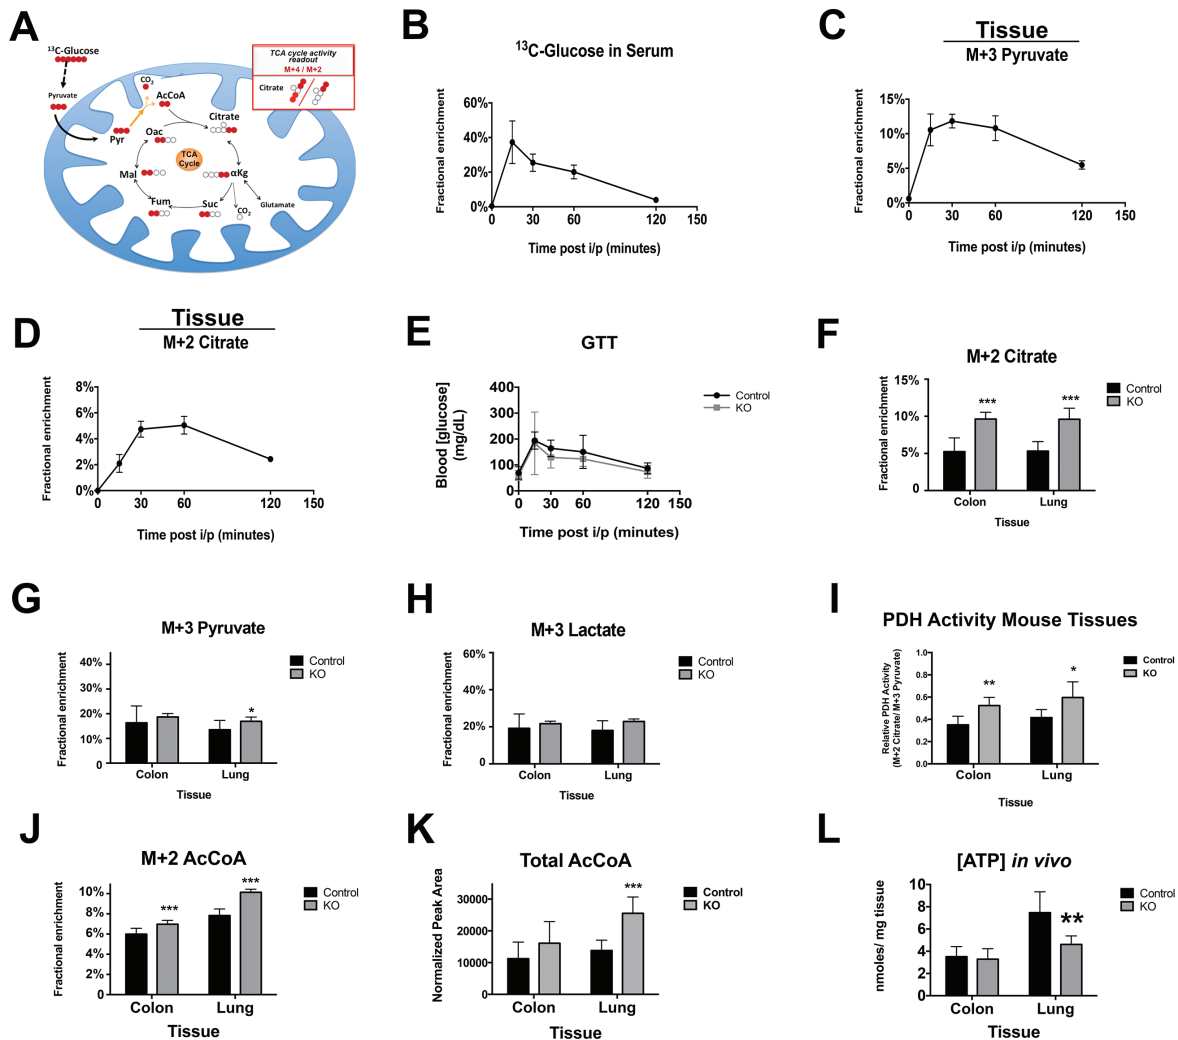 A
13C-Glucose
Pyruvate
CO2
AcCoA
Pyr
Oac
Citrate
TCA
Cycle
Mal
αKg
Fum
Suc
CO2
Glutamate
TCA cycle activity
readout
M+4 / M+2
Citrate
B
13C-Glucose in Serum
Fractional enrichment
60%
40%
20%
0%
0 30 60 90 120 150
Time post i/p (minutes)
C
Tissue
M+3 Pyruvate
Fractional enrichment
15%
10%
5%
0%
0 30 60 120 150
Time post i/p (minutes)
D
Tissue
M+2 Citrate
Fractional enrichment
8%
6%
4%
2%
0%
0 30 60 120 150
Time post i/p (minutes)
E
GTT
Blood [glucose]
(mg/dL)
400
300
200
100
0
0 30 60 120 150
Time post i/p (minutes)
Control
KO
F
M+2 Citrate
Fractional enrichment
15%
10%
5%
0
***
***
Colon Lung
Tissue
Control
KO
G
M+3 Pyruvate
Fractional enrichment
40%
30%
20%
10%
0
*
Colon Lung
Tissue
Control
KO
H
M+3 Lactate
Fractional enrichment
60%
40%
20%
0
Colon Lung
Tissue
Control
KO
I
PDH Activity Mouse Tissues
Relative PDH Activity
(M+2 Citrate/ M+3 Pyruvate)
1.0
0.8
0.6
0.4
0.2
0.0
**
*
Colon Lung
Tissue
Control
KO
J
M+2 AcCoA
Fractional enrichment
10%
8%
6%
4%
2%
0
***
***
Colon Lung
Tissue
Control
KO
K
Total AcCoA
Normalized Peak Area
30000
20000
10000
0
***
Colon Lung
Tissue
Control
KO
L
[ATP] in vivo
nmoles/ mg tissue
10
8
6
4
2
0
**
Colon Lung
Tissue
Control
KO